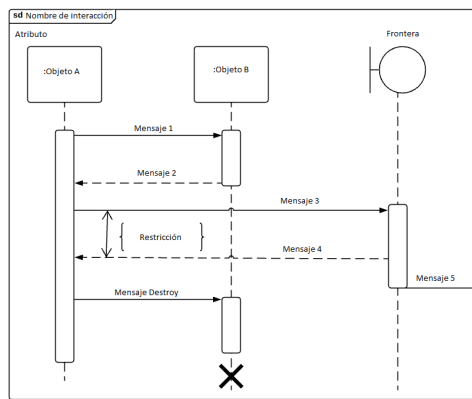 sd Nombre de interacción
Atributo
Frontera
:Objeto A
:Objeto B
Mensaje 1
Mensaje 2
Mensaje 3
{ Restricción }
Mensaje 4
Mensaje 5
Mensaje Destroy